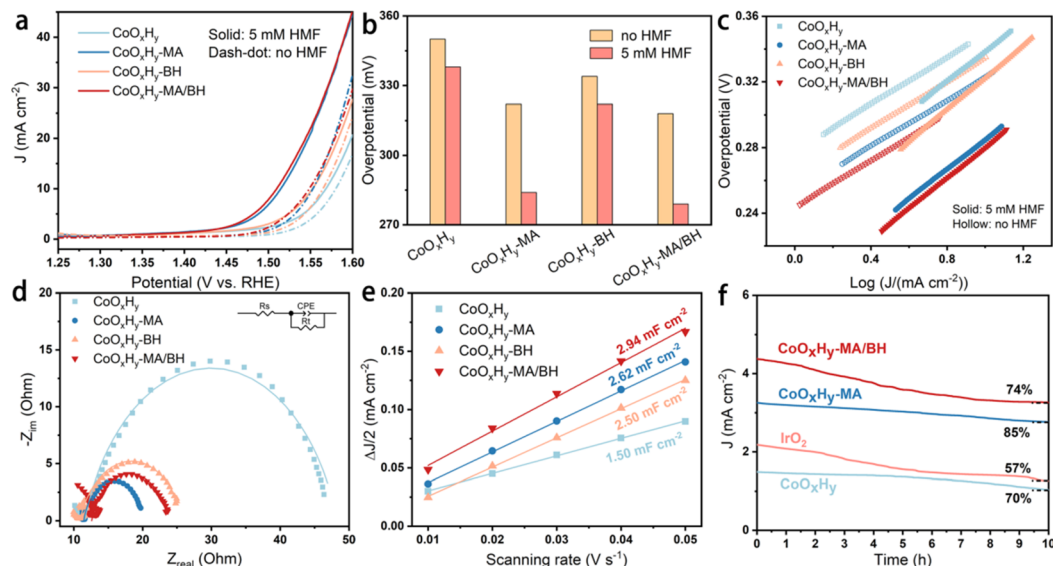 a
CoOxHy
CoOxHy-MA
CoOxHy-BH
CoOxHy-MA/BH
Solid: 5 mM HMF
Dash-dot: no HMF
J (mA cm⁻²)
40
30
20
10
0
1.25 1.30 1.35 1.40 1.45 1.50 1.55 1.60
Potential (V vs. RHE)
b
no HMF
5 mM HMF
Overpotential (mV)
360
330
300
270
CoOxHy
CoOxHy-MA
CoOxHy-BH
CoOxHy-MA/BH
c
CoOxHy
CoOxHy-MA
CoOxHy-BH
CoOxHy-MA/BH
Overpotential (V)
0.36
0.32
0.28
0.24
Solid: 5 mM HMF
Hollow: no HMF
0.0 0.4 0.8 1.2
Log (J/(mA cm⁻²))
d
CoOxHy
CoOxHy-MA
CoOxHy-BH
CoOxHy-MA/BH
Rs
CPE
Rt
-Zim (Ohm)
20
15
10
5
0
0 10 20 30 40 50
Zreal (Ohm)
e
CoOxHy
CoOxHy-MA
CoOxHy-BH
CoOxHy-MA/BH
2.94 mF cm⁻²
2.62 mF cm⁻²
2.50 mF cm⁻²
1.50 mF cm⁻²
ΔJ/2 (mA cm⁻²)
0.20
0.15
0.10
0.05
0.00
0.01 0.02 0.03 0.04 0.05
Scanning rate (V s⁻¹)
f
CoOxHy-MA/BH
74%
CoOxHy-MA
85%
IrO₂
57%
CoOxHy
70%
J (mA cm⁻²)
6
4
2
0
0 1 2 3 4 5 6 7 8 9 10
Time (h)